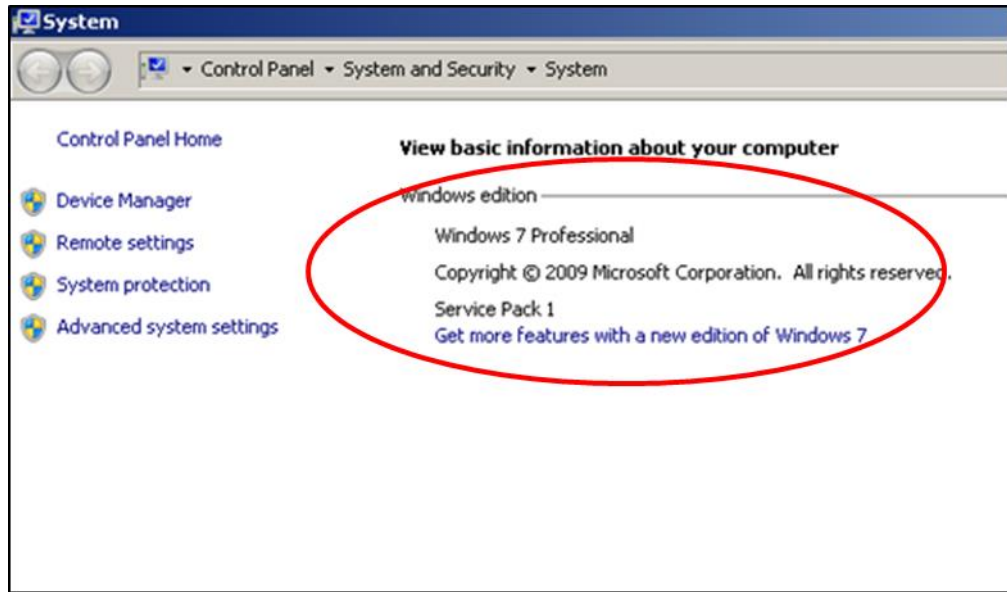 System
Control Panel System and Security System
Control Panel Home
Device Manager
Remote settings
System protection
Advanced system settings
View basic information about your computer
Windows edition
Windows 7 Professional
Copyright © 2009 Microsoft Corporation. All rights reserved.
Service Pack 1
Get more features with a new edition of Windows 7